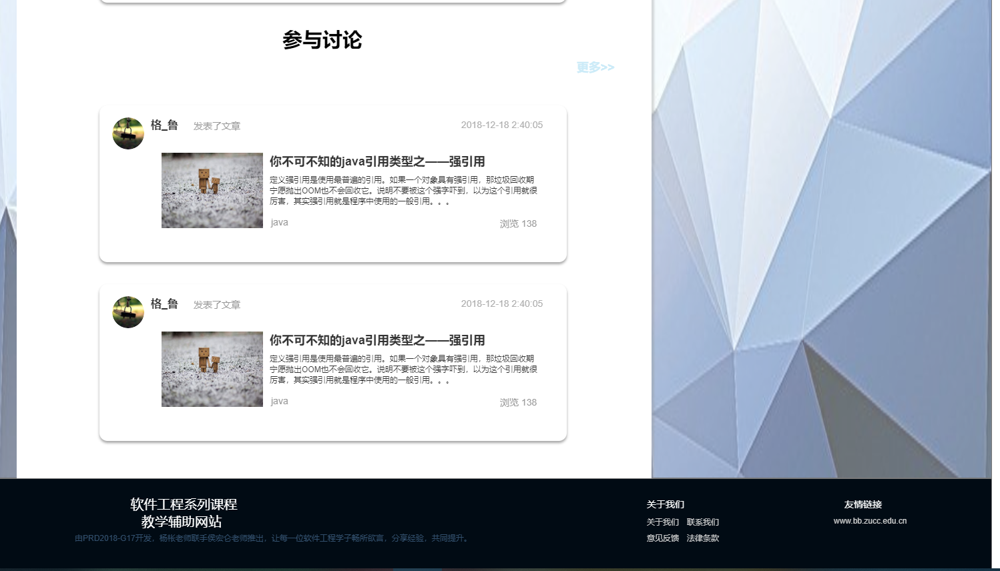 参与讨论
更多>>
格_鲁 发表了文章 2018-12-18 2:40:05
你不可不知的java引用类型之——强引用
定义强引用是使用最普遍的引用。如果一个对象具有强引用，那垃圾回收期
宁愿抛出OOM也不会回收它。说明不要被这个强字吓到，以为这个引用就很
厉害，其实强引用就是程序中使用的一般引用。。。
java 浏览 138
格_鲁 发表了文章 2018-12-18 2:40:05
你不可不知的java引用类型之——强引用
定义强引用是使用最普遍的引用。如果一个对象具有强引用，那垃圾回收期
宁愿抛出OOM也不会回收它。说明不要被这个强字吓到，以为这个引用就很
厉害，其实强引用就是程序中使用的一般引用。。。
java 浏览 138
软件工程系列课程
教学辅助网站
由PRD2018-G17开发，杨枨老师联手侯宏仑老师推出，让每一位软件工程学子畅所欲言，分享经验，共同提升。
关于我们
关于我们 联系我们
意见反馈 法律条款
友情链接
www.bb.zucc.edu.cn